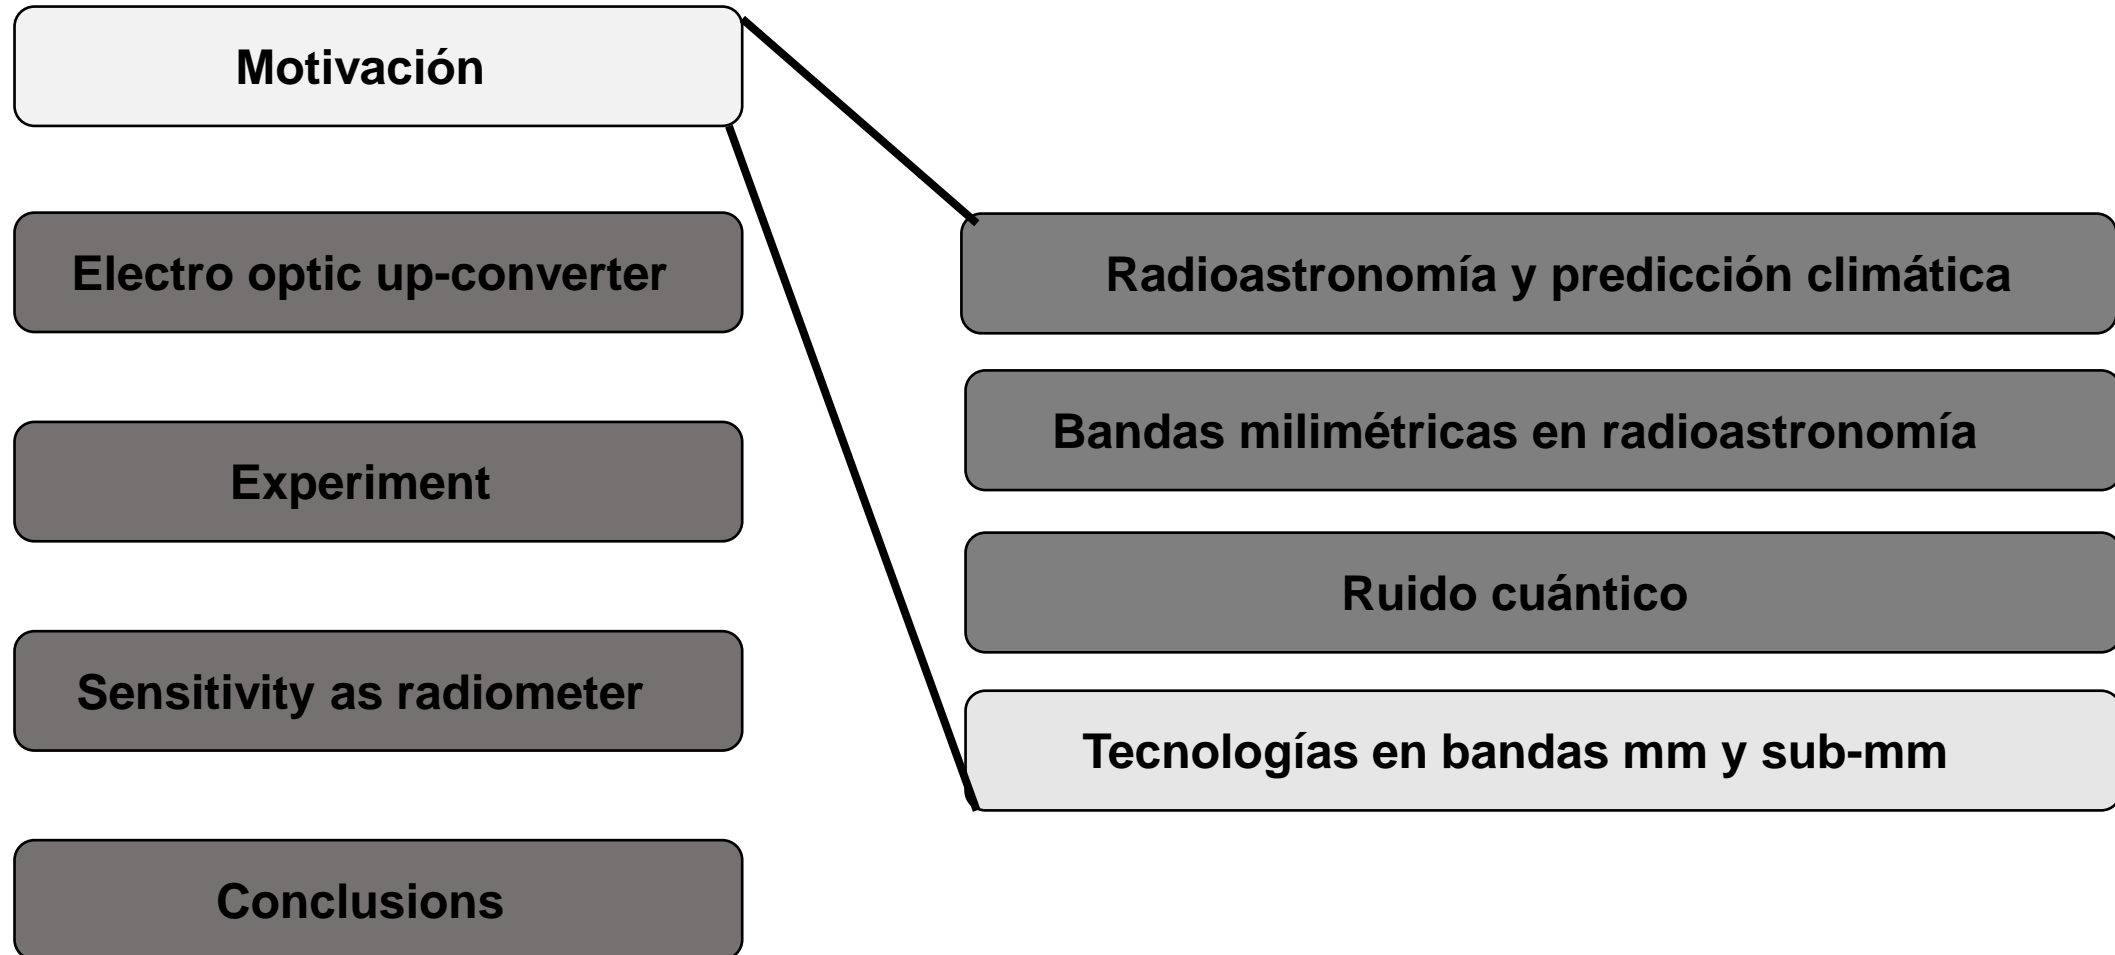 Motivación
Electro optic up-converter
Experiment
Sensitivity as radiometer
Conclusions
Radioastronomía y predicción climática
Bandas milimétricas en radioastronomía
Ruido cuántico
Tecnologías en bandas mm y sub-mm